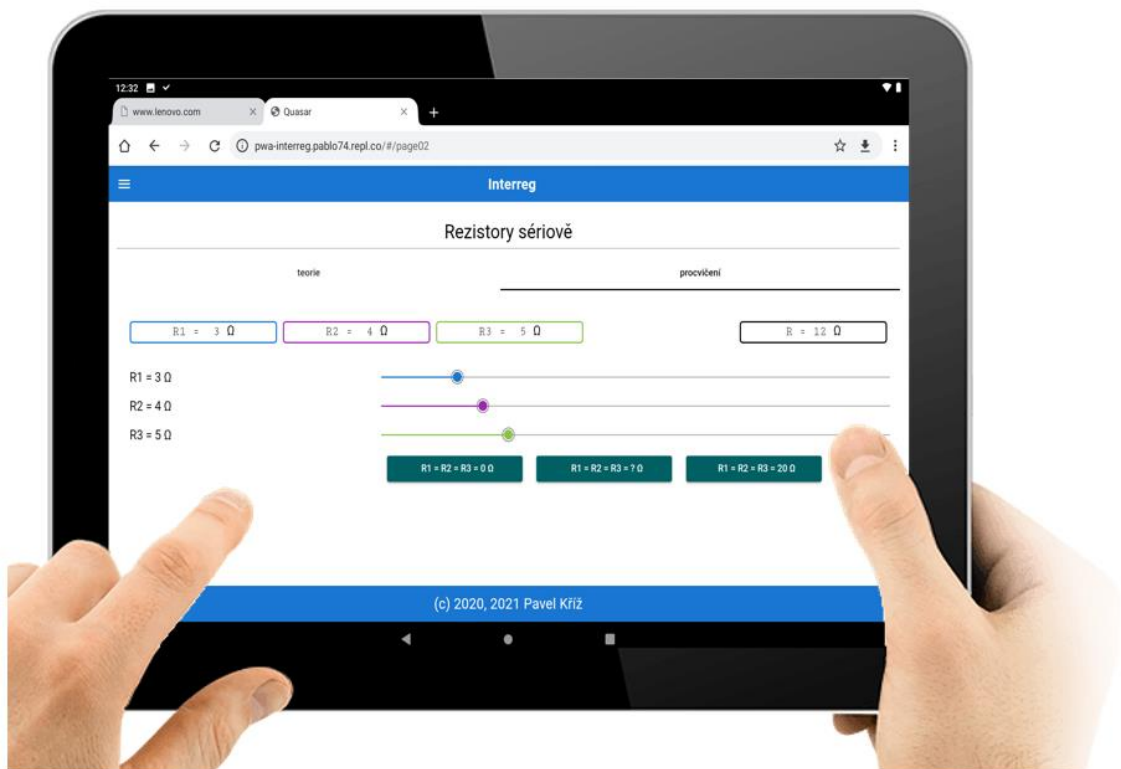 12:32
www.lenovo.com
Quasar
pwa-interreg.pablo74.repl.co/#/page02
Interreg
Rezistory sériově
teorie
procvičení
R1 = 3 Ω
R2 = 4 Ω
R3 = 5 Ω
R = 12 Ω
R1 = 3 Ω
R2 = 4 Ω
R3 = 5 Ω
R1 = R2 = R3 = 0 Ω
R1 = R2 = R3 = ? Ω
R1 = R2 = R3 = 20 Ω
(c) 2020, 2021 Pavel Kříž